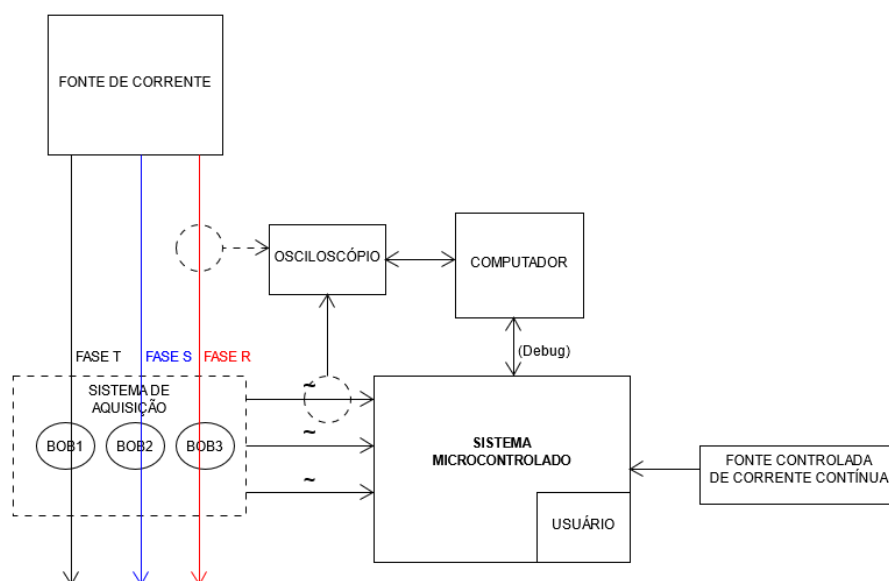 FONTE DE CORRENTE
OSCILOSCÓPIO
COMPUTADOR
(Debug)
FASE T
FASE S
FASE R
SISTEMA DE
AQUISIÇÃO
BOB1
BOB2
BOB3
~
~
~
SISTEMA
MICROCONTROLADO
USUÁRIO
FONTE CONTROLADA
DE CORRENTE CONTÍNUA